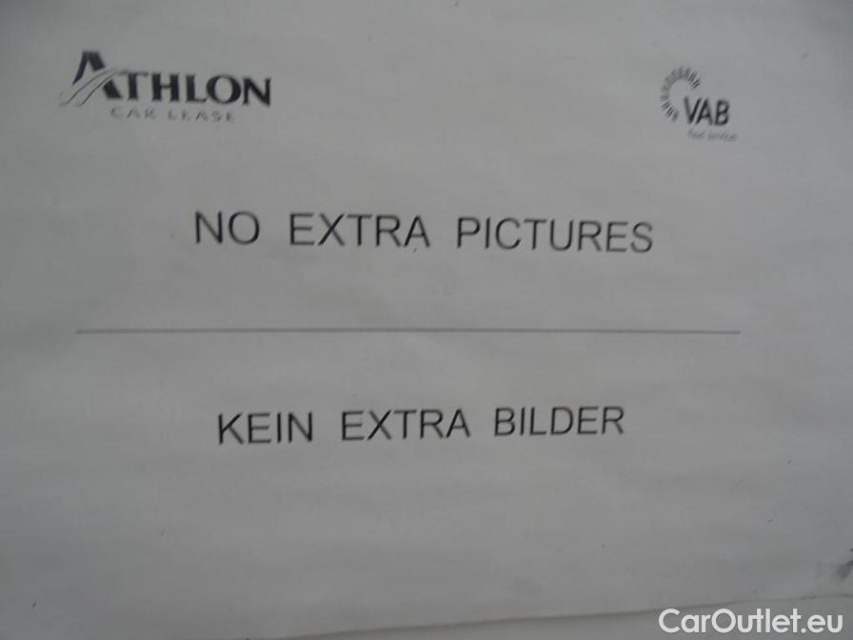 ATHLON
CAR LEASE
VAB
NO EXTRA PICTURES
KEIN EXTRA BILDER
CarOutlet.eu